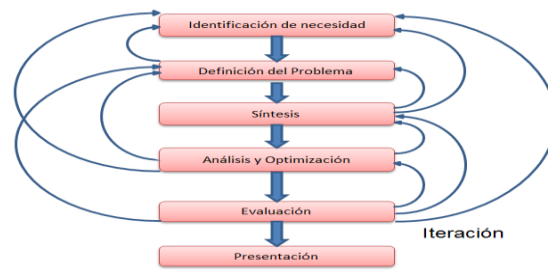 Identificación de necesidad
Definición del Problema
Síntesis
Análisis y Optimización
Evaluación
Iteración
Presentación